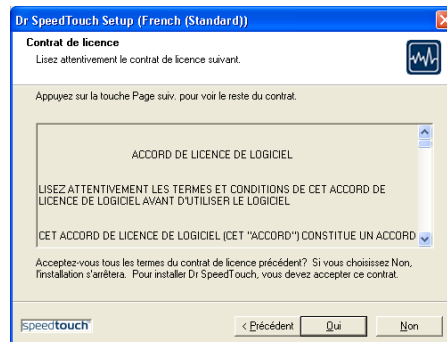 Dr SpeedTouch Setup (French (Standard))
Contrat de licence
Lisez attentivement le contrat de licence suivant.
Appuyez sur la touche Page suiv. pour voir le reste du contrat.
ACCORD DE LICENCE DE LOGICIEL
LISEZ ATTENTIVEMENT LES TERMES ET CONDITIONS DE CET ACCORD DE
LICENCE DE LOGICIEL AVANT D'UTILISER LE LOGICIEL
CET ACCORD DE LICENCE DE LOGICIEL (CET "ACCORD") CONSTITUE UN ACCORD
Acceptez-vous tous les termes du contrat de licence précédent? Si vous choisissez Non,
l'installation s'arrêtera. Pour installer Dr SpeedTouch, vous devez accepter ce contrat.
speedtouch
< Précédent
Oui
Non